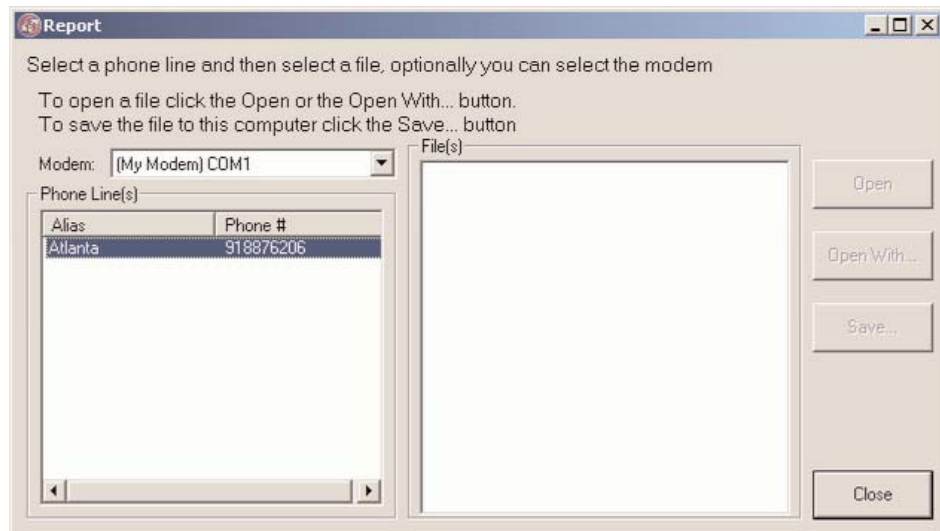 Report
Select a phone line and then select a file, optionally you can select the modem
To open a file click the Open or the Open With... button.
To save the file to this computer click the Save... button
Modem: (My Modem) COM1
Phone Line(s)
Alias Phone #
Atlanta 918876206
File(s)
Open
Open With...
Save...
Close